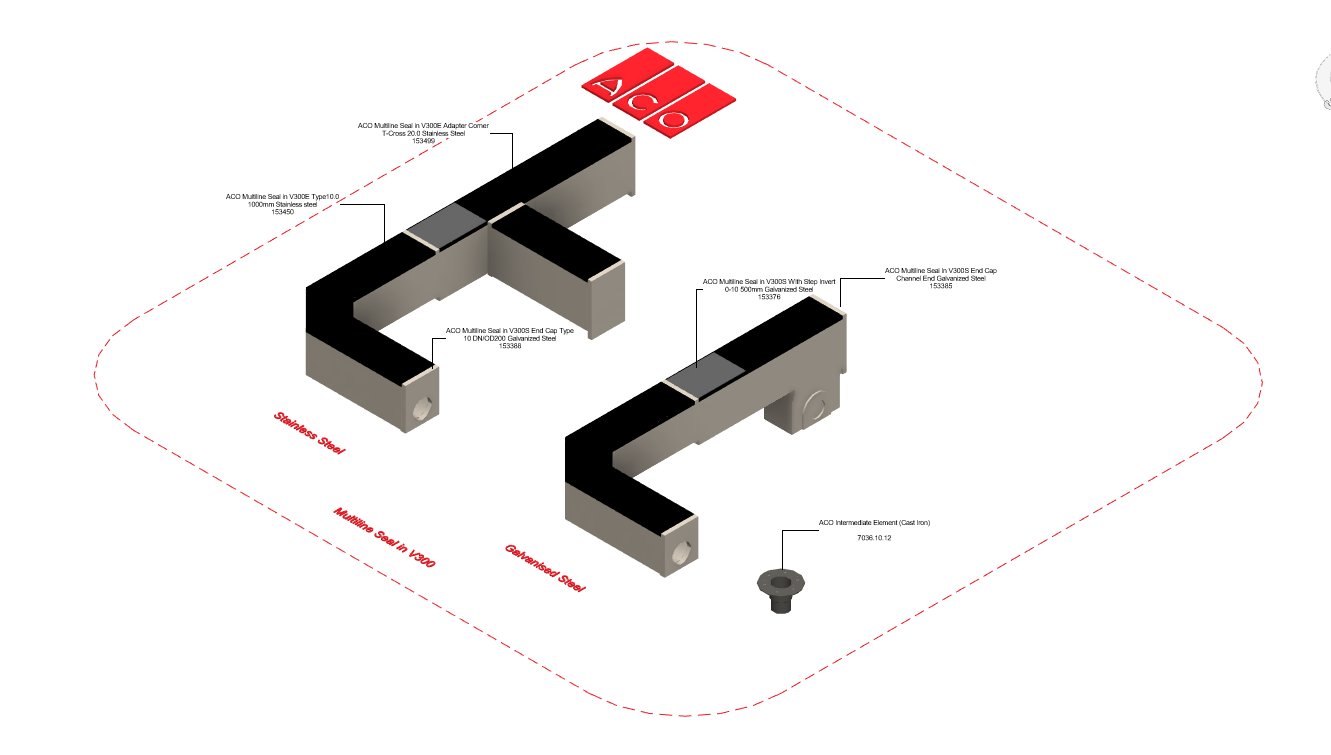 ACO
ACO Multiline Seal in V300E Adapter Corner
T-Cross 20.0 Stainless Steel
153499
ACO Multiline Seal in V300E Type10.0
1000mm Stainless steel
153450
ACO Multiline Seal in V300S End Cap
Channel End Galvanized Steel
153385
ACO Multiline Seal in V300S With Step Invert
0-10 500mm Galvanized Steel
153376
ACO Multiline Seal in V300S End Cap Type
10 DN/OD200 Galvanized Steel
153388
Stainless Steel
Multiline Seal in V300
Galvanised Steel
ACO Intermediate Element (Cast Iron)
7036.10.12